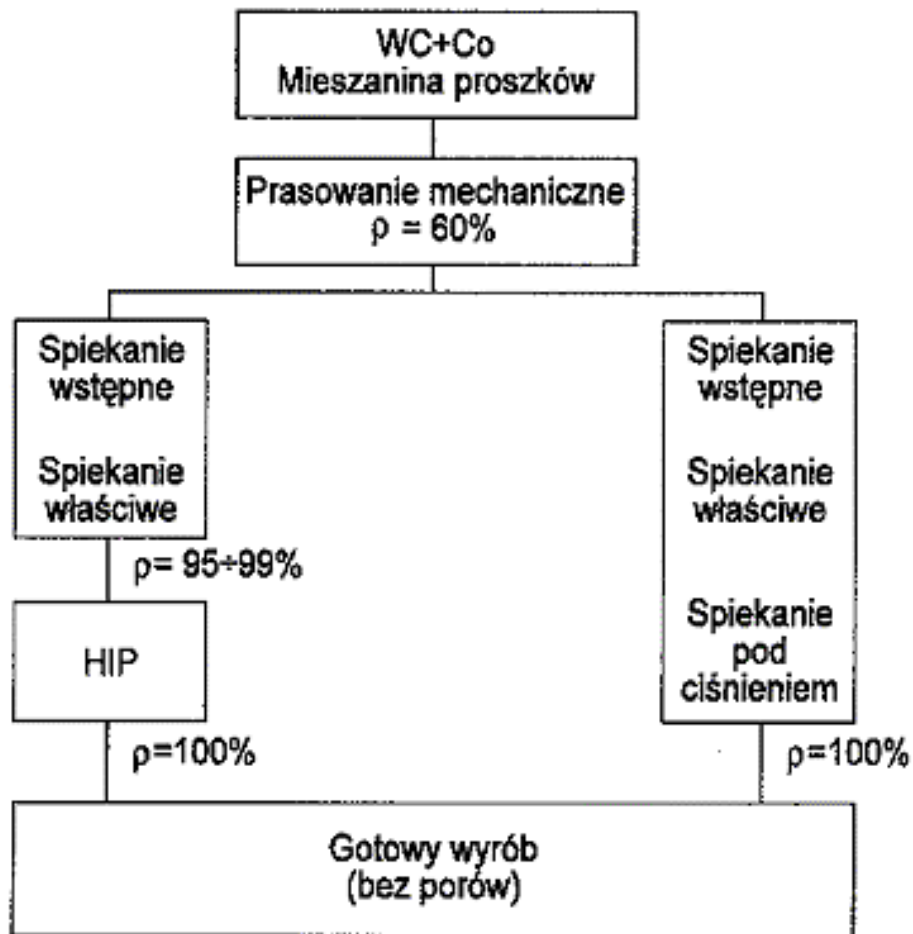 WC+Co
Mieszanina proszków
Prasowanie mechaniczne
ρ = 60%
Spiekanie
wstępne
Spiekanie
właściwe
ρ= 95÷99%
HIP
ρ=100%
Spiekanie
wstępne
Spiekanie
właściwe
Spiekanie
pod
ciśnieniem
ρ=100%
Gotowy wyrób
(bez porów)